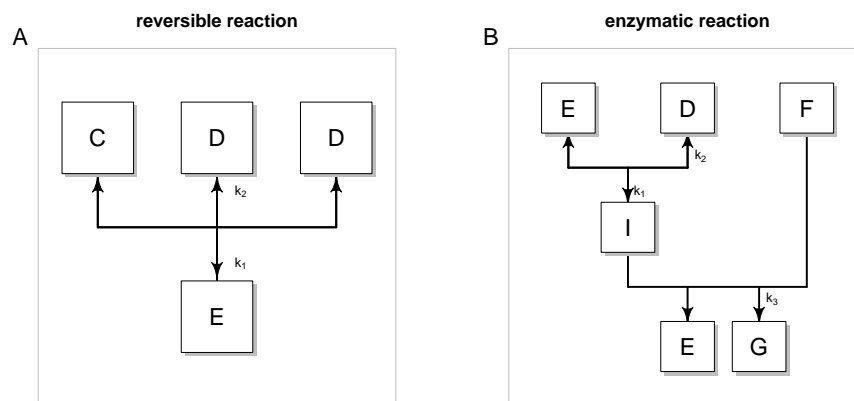 reversible reaction
A
C D D
k₂
k₁
E
enzymatic reaction
B
E D F
k₂
k₁
I
k₃
E G